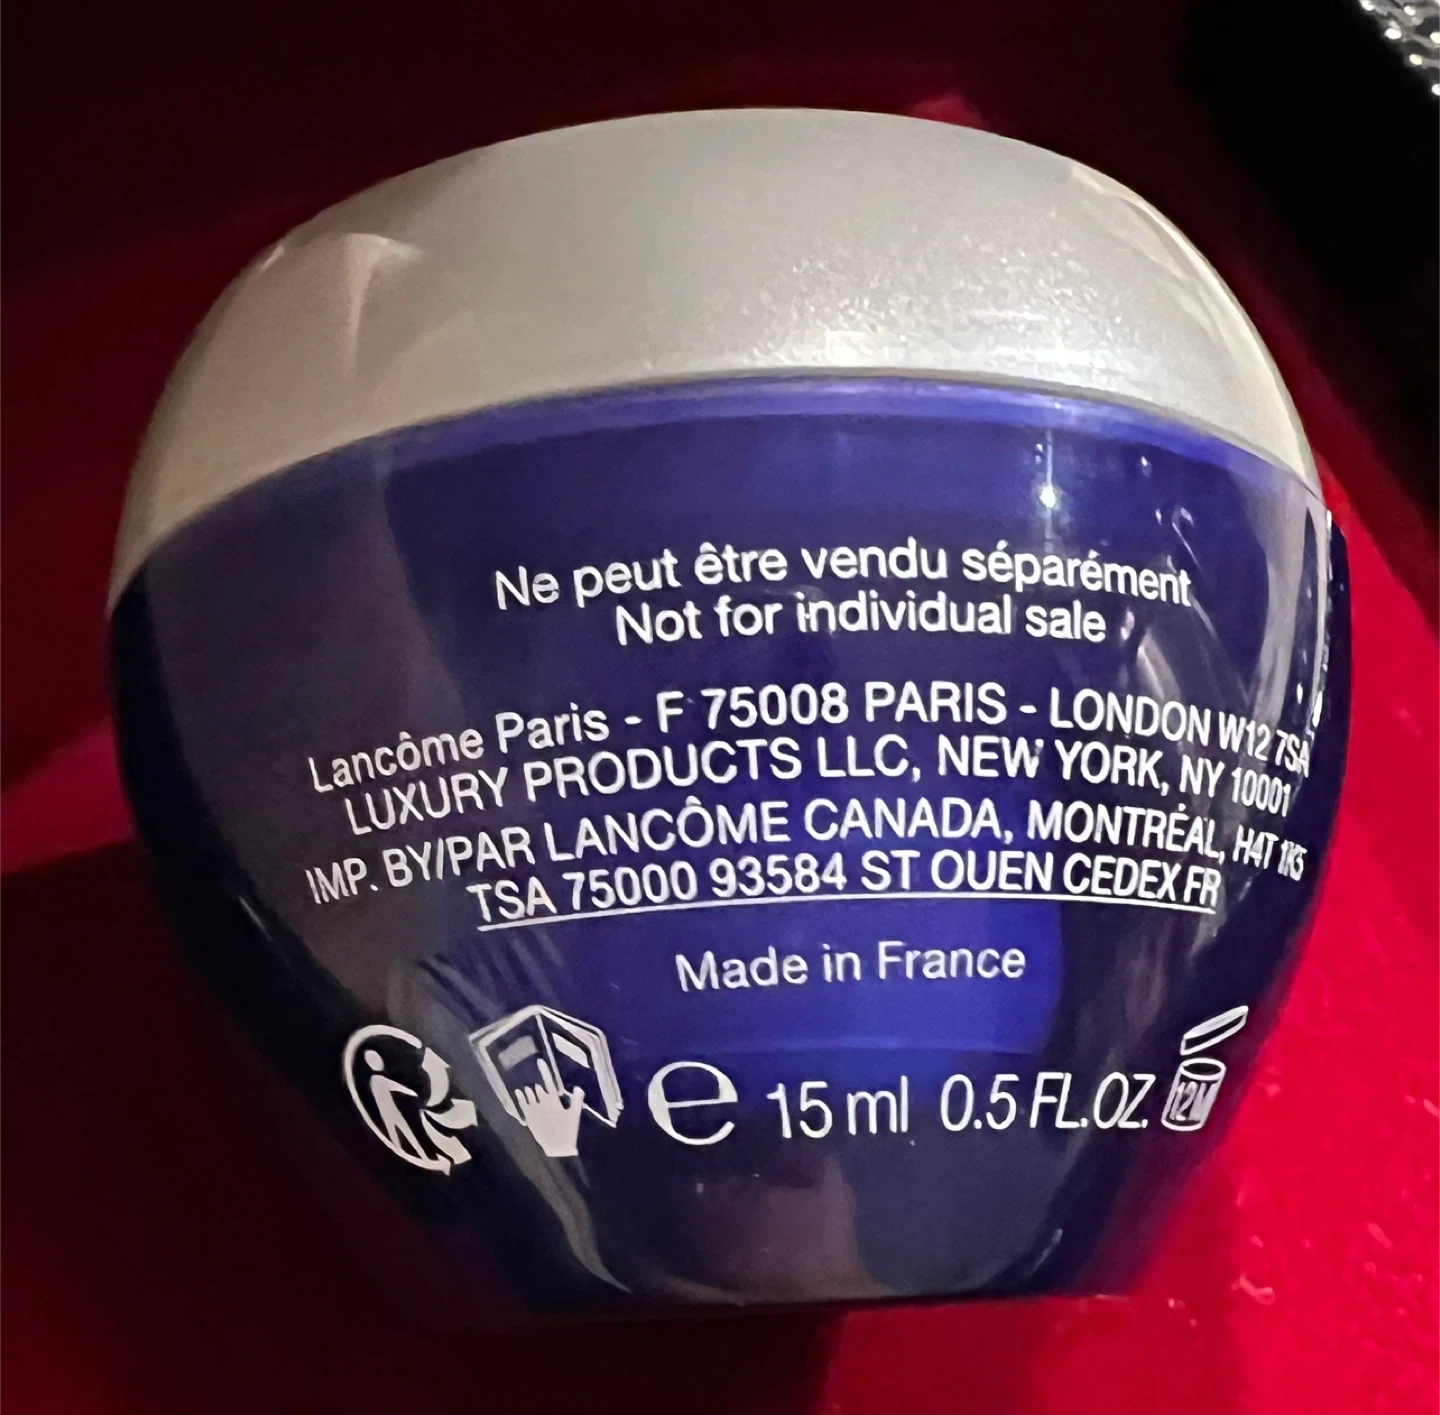 Ne peut être vendu séparément
Not for individual sale
Lancôme Paris - F 75008 PARIS - LONDON W12 7SA
LUXURY PRODUCTS LLC, NEW YORK, NY 10001
IMP. BY/PAR LANCÔME CANADA, MONTRÉAL, H4T 1K5
TSA 75000 93584 ST OUEN CEDEX FR
Made in France
e 15 ml 0.5 FL.OZ. 12M